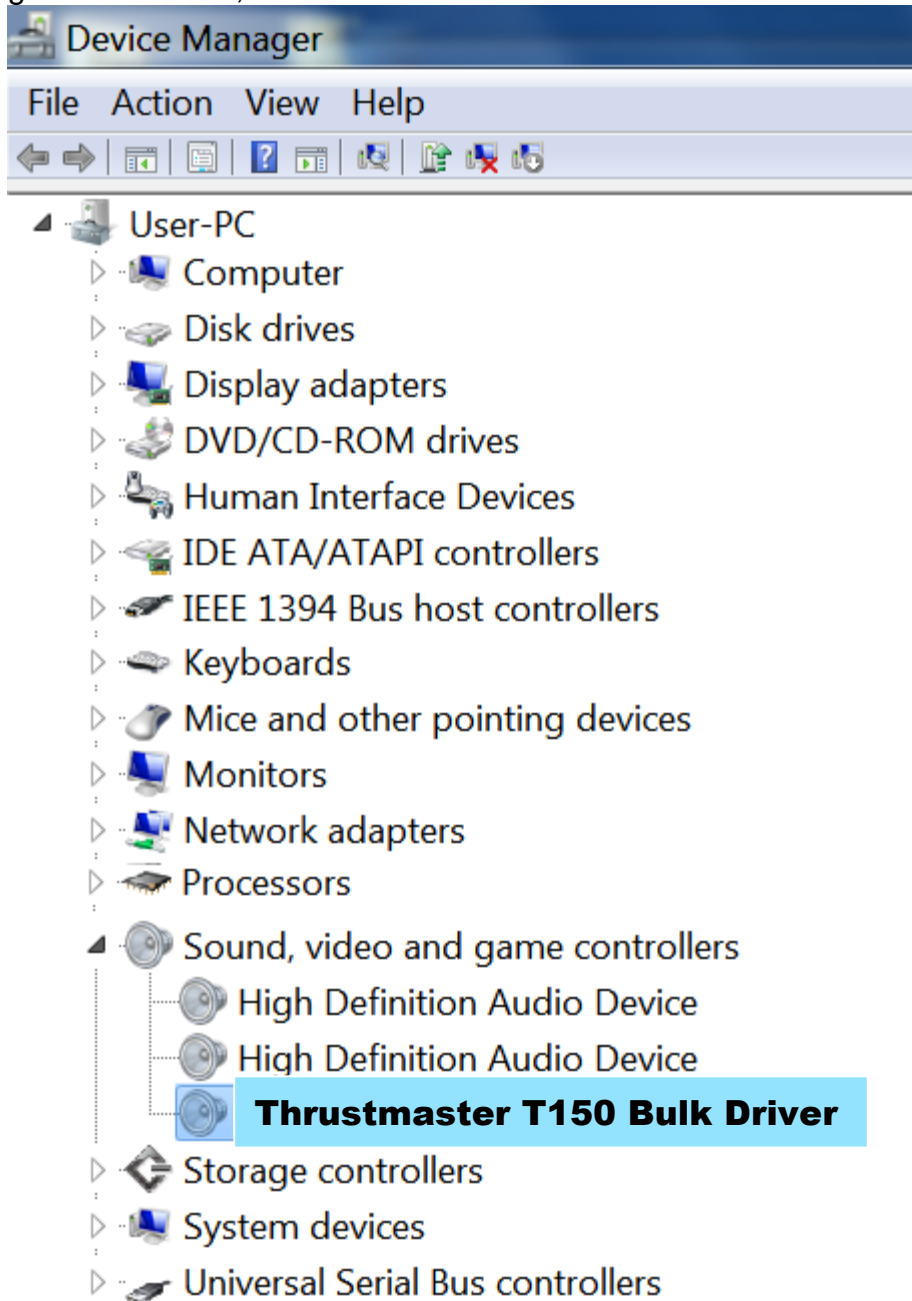 Device Manager
File Action View Help
User-PC
Computer
Disk drives
Display adapters
DVD/CD-ROM drives
Human Interface Devices
IDE ATA/ATAPI controllers
IEEE 1394 Bus host controllers
Keyboards
Mice and other pointing devices
Monitors
Network adapters
Processors
Sound, video and game controllers
High Definition Audio Device
High Definition Audio Device
Thrustmaster T150 Bulk Driver
Storage controllers
System devices
Universal Serial Bus controllers